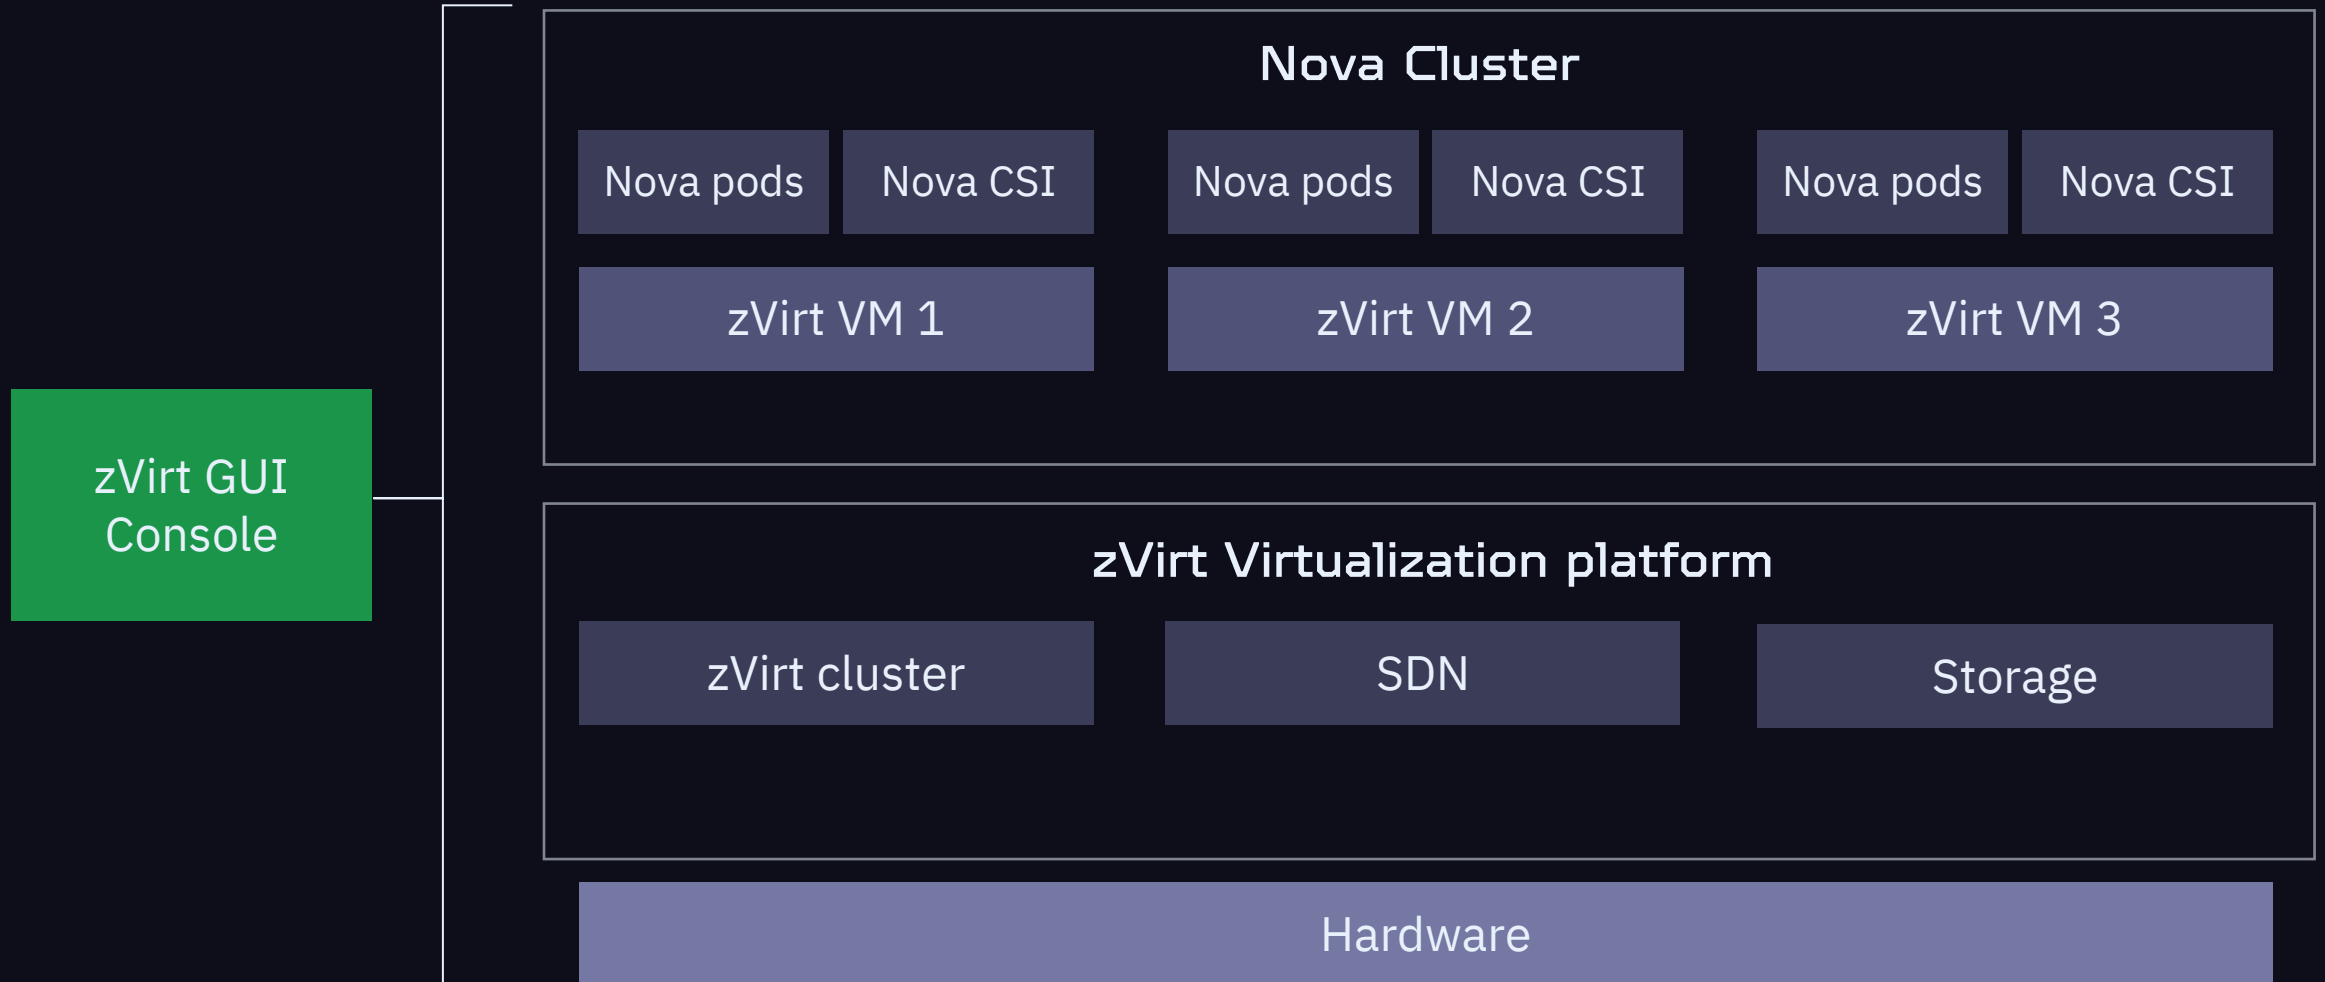 Nova Cluster
Nova pods
Nova CSI
Nova pods
Nova CSI
Nova pods
Nova CSI
zVirt VM 1
zVirt VM 2
zVirt VM 3
zVirt GUI
Console
zVirt Virtualization platform
zVirt cluster
SDN
Storage
Hardware